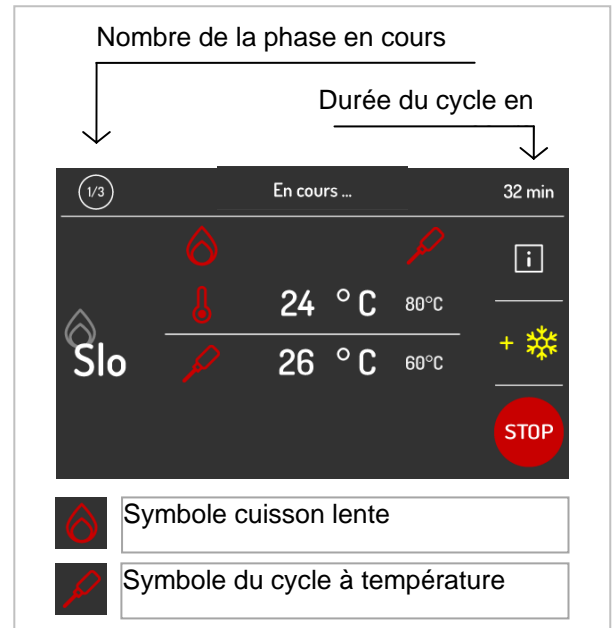 Nombre de la phase en cours
Durée du cycle en
1/3 En cours ... 32 min
i
24 °C 80°C
Slo
26 °C 60°C
+
STOP
Symbole cuisson lente
Symbole du cycle à température